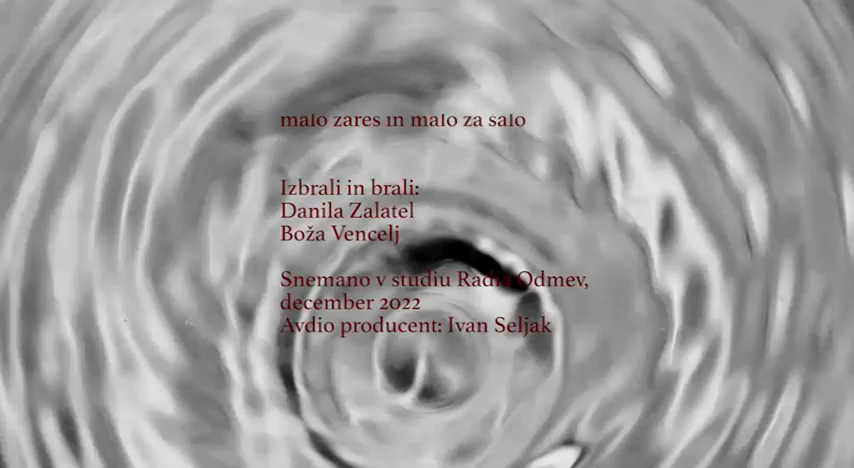 malo zares in malo za šalo
Izbrali in brali:
Danila Zalatel
Boža Vencelj
Snemano v studiu Radia Odmev,
december 2022
Avdio producent: Ivan Seljak